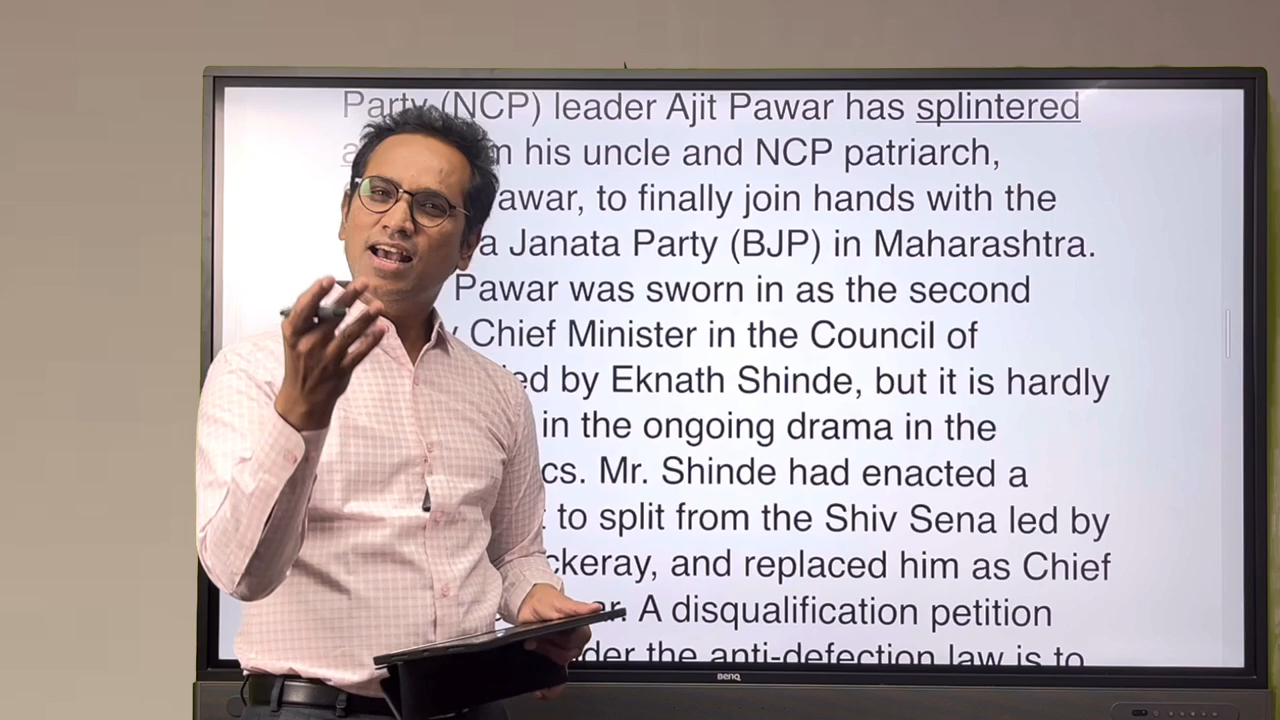 Party (NCP) leader Ajit Pawar has splintered
his uncle and NCP patriarch,
to finally join hands with the
Janata Party (BJP) in Maharashtra.
Pawar was sworn in as the second
Chief Minister in the Council of
by Eknath Shinde, but it is hardly
in the ongoing drama in the
Mr. Shinde had enacted a
to split from the Shiv Sena led by
and replaced him as Chief
A disqualification petition
the anti-defection law is to
BenQ